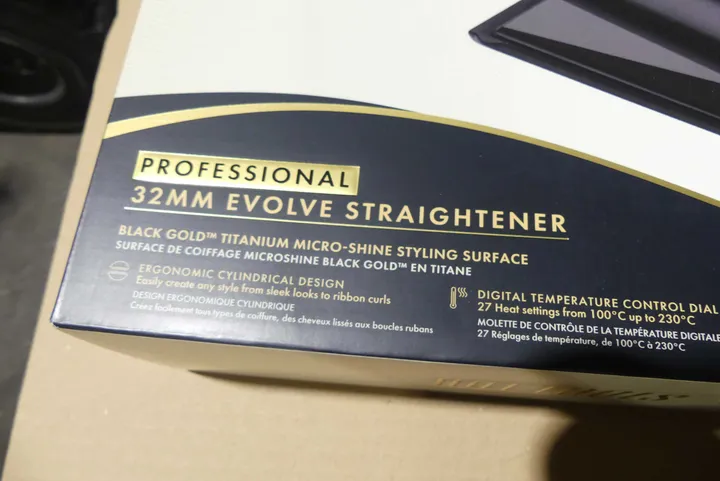 PROFESSIONAL
32MM EVOLVE STRAIGHTENER
BLACK GOLD™ TITANIUM MICRO-SHINE STYLING SURFACE
SURFACE DE COIFFAGE MICROSHINE BLACK GOLD™ EN TITANE
ERGONOMIC CYLINDRICAL DESIGN
Easily create any style from sleek looks to ribbon curls
DESIGN ERGONOMIQUE CYLINDRIQUE
Créez facilement tous types de coiffure, des cheveux lissés aux boucles rubans
DIGITAL TEMPERATURE CONTROL DIAL
27 Heat settings from 100°C up to 230°C
MOLETTE DE CONTRÔLE DE LA TEMPÉRATURE DIGITALE
27 Réglages de température, de 100°C à 230°C